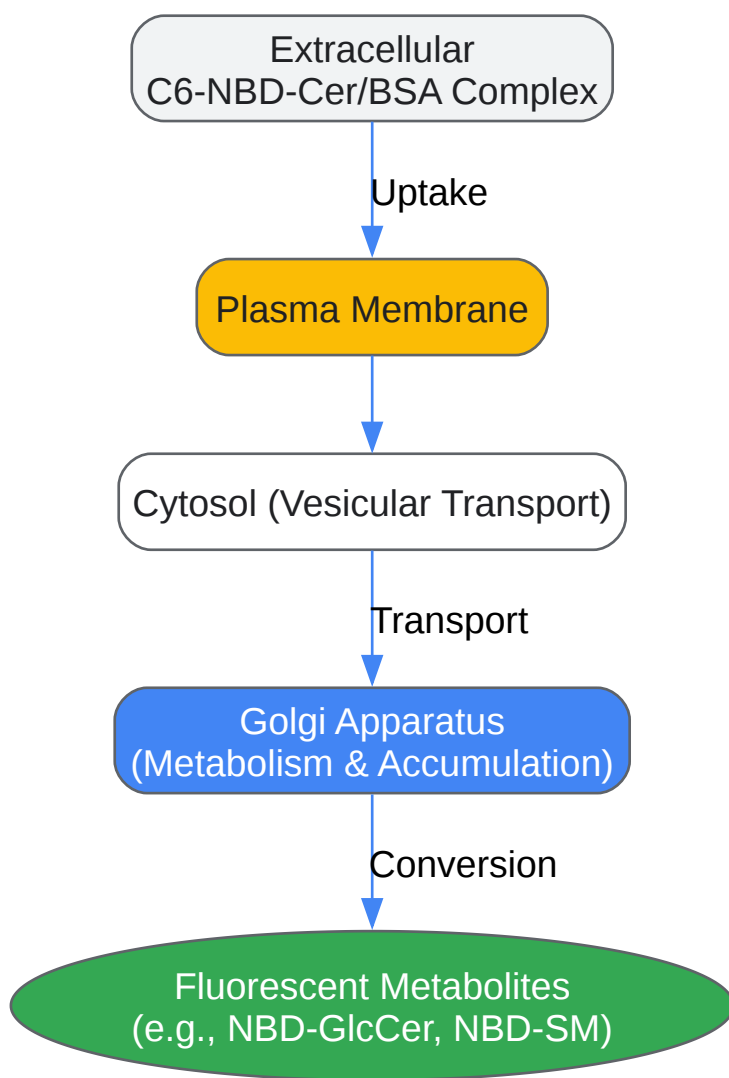 Extracellular
C6-NBD-Cer/BSA Complex
Uptake
Plasma Membrane
Cytosol (Vesicular Transport)
Transport
Golgi Apparatus
(Metabolism & Accumulation)
Conversion
Fluorescent Metabolites
(e.g., NBD-GlcCer, NBD-SM)